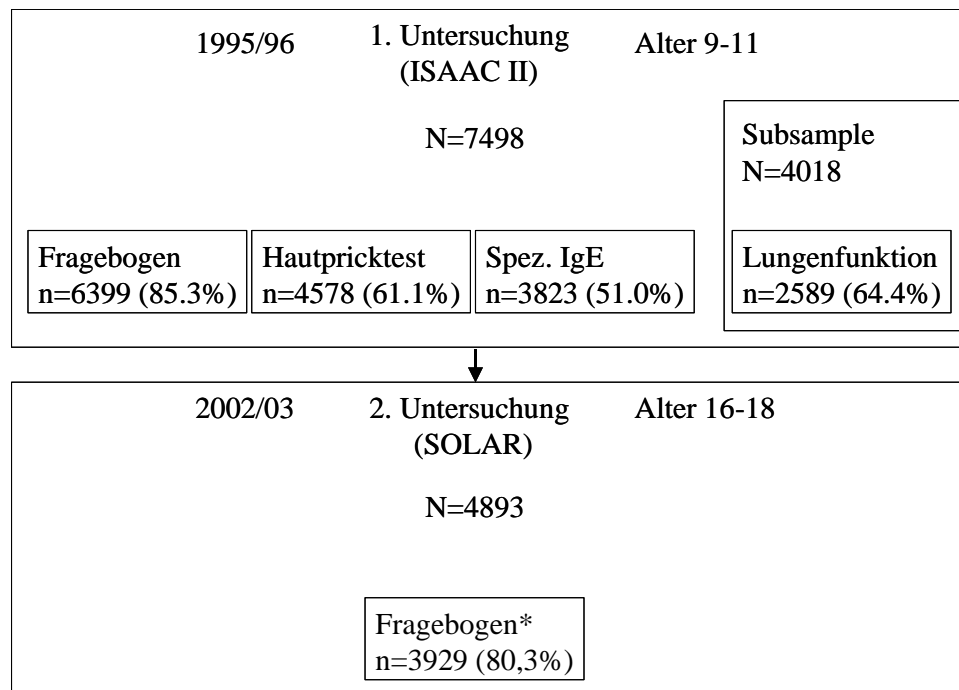 1995/96 1. Untersuchung Alter 9-11
(ISAAC II)
N=7498
Subsample
N=4018
Fragebogen
n=6399 (85.3%)
Hautpricktest
n=4578 (61.1%)
Spez. IgE
n=3823 (51.0%)
Lungenfunktion
n=2589 (64.4%)
2002/03 2. Untersuchung Alter 16-18
(SOLAR)
N=4893
Fragebogen*
n=3929 (80,3%)